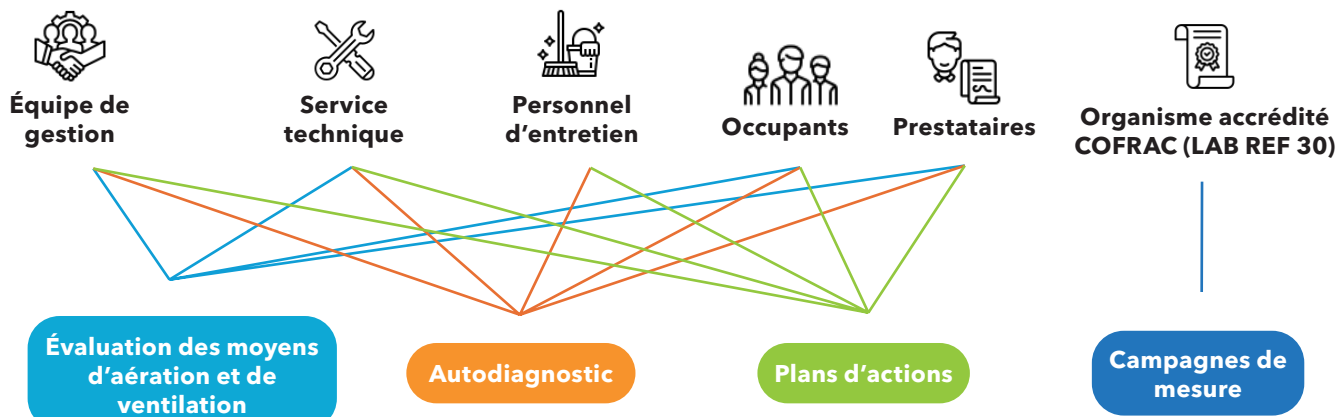 Équipe de
gestion
Service
technique
Personnel
d’entretien
Occupants
Prestataires
Organisme accrédité
COFRAC (LAB REF 30)
Évaluation des moyens
d’aération et de
ventilation
Autodiagnostic
Plans d’actions
Campagnes de
mesure